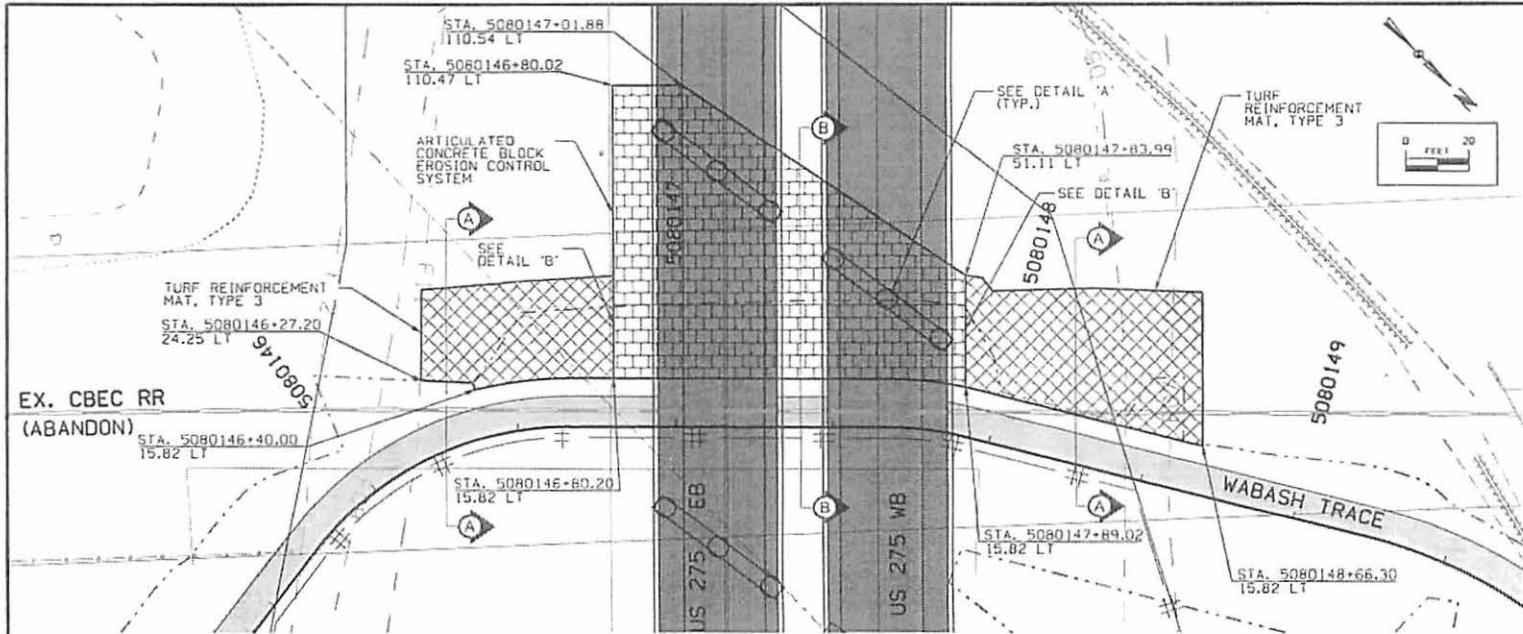 STA. 5080147+01.88
110.54 LT
STA. 5080146+80.02
110.47 LT
ARTICULATED
CONCRETE BLOCK
EROSION CONTROL
SYSTEM
SEE DETAIL 'A'
(TYP.)
TURF
REINFORCEMENT
MAT, TYPE 3
0 20
FEET
N
B
STA. 5080147+83.99
51.11 LT
SEE DETAIL 'B'
A
A
5080147
5080148
SEE
DETAIL 'B'
TURF REINFORCEMENT
MAT, TYPE 3
STA. 5080146+27.20
24.25 LT
5080146
5080149
EX. CBEC RR
(ABANDON)
STA. 5080146+40.00
15.82 LT
STA. 5080146+80.20
15.82 LT
A
B
A
US 275 EB
US 275 WB
WABASH TRACE
STA. 5080147+89.02
15.82 LT
STA. 5080148+66.30
15.82 LT